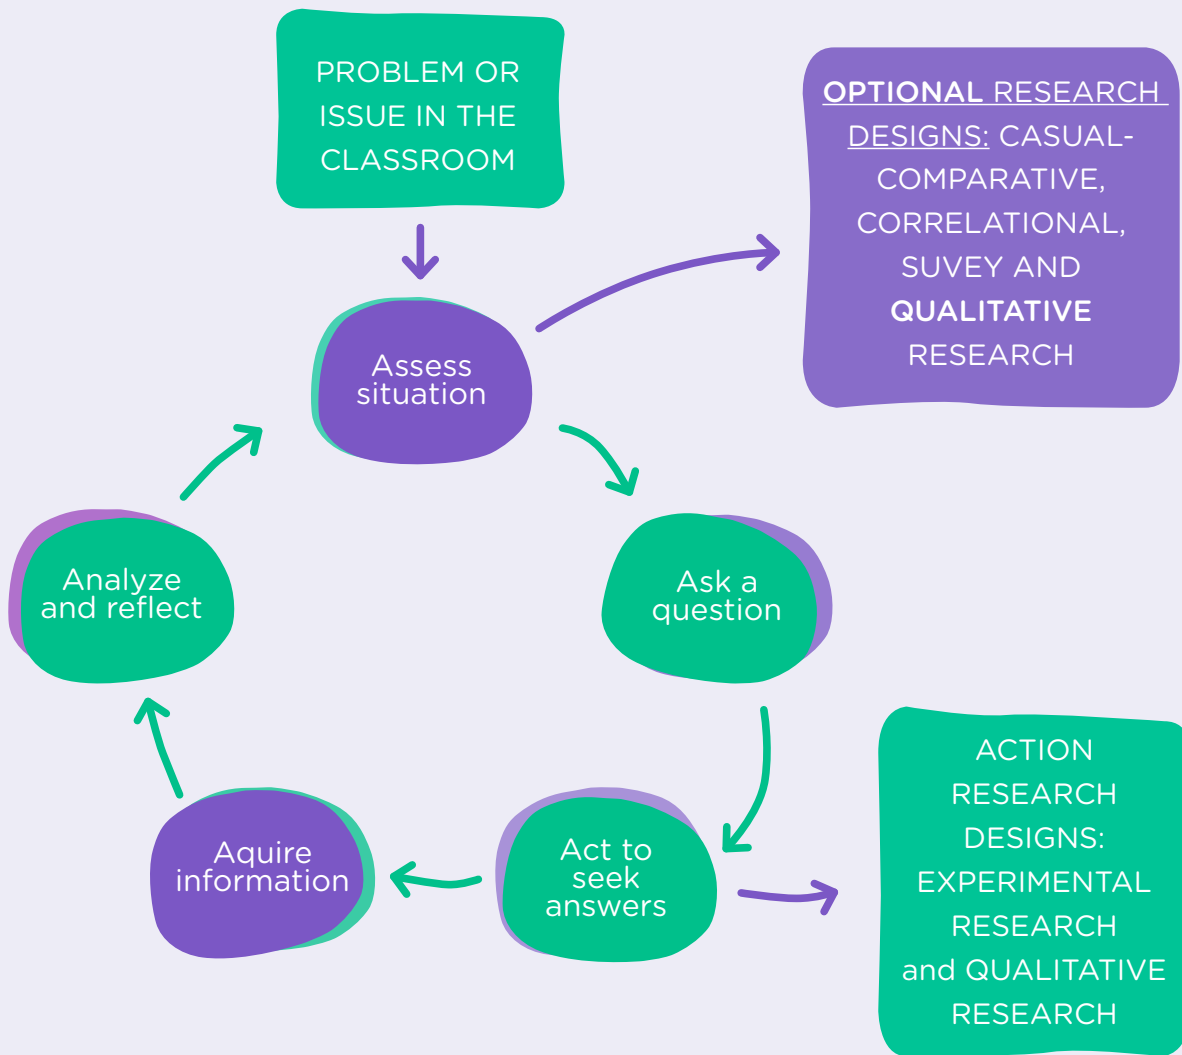 PROBLEM OR
ISSUE IN THE
CLASSROOM
OPTIONAL RESEARCH
DESIGNS: CASUAL-
COMPARATIVE,
CORRELATIONAL,
SUVEY AND
QUALITATIVE
RESEARCH
Assess
situation
Ask a
question
Act to
seek
answers
ACTION
RESEARCH
DESIGNS:
EXPERIMENTAL
RESEARCH
and QUALITATIVE
RESEARCH
Aquire
information
Analyze
and reflect